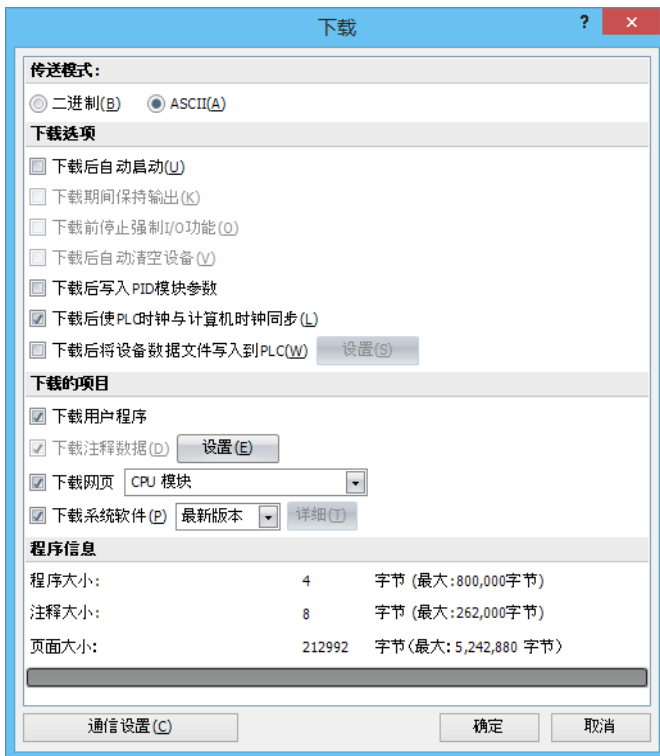 下载
?
×
传送模式:
二进制(B) ASCII(A)
下载选项
下载后自动启动(U)
下载期间保持输出(K)
下载前停止强制I/O功能(O)
下载后自动清空设备(V)
下载后写入PID模块参数
下载后使PLC时钟与计算机时钟同步(L)
下载后将设备数据文件写入到PLC(W) 设置(S)
下载的项目
下载用户程序
下载注释数据(D) 设置(E)
下载网页 CPU 模块
下载系统软件(P) 最新版本 详细(T)
程序信息
程序大小: 4 字节 (最大:800,000字节)
注释大小: 8 字节 (最大:262,000字节)
页面大小: 212992 字节(最大: 5,242,880 字节)
通信设置(C) 确定 取消